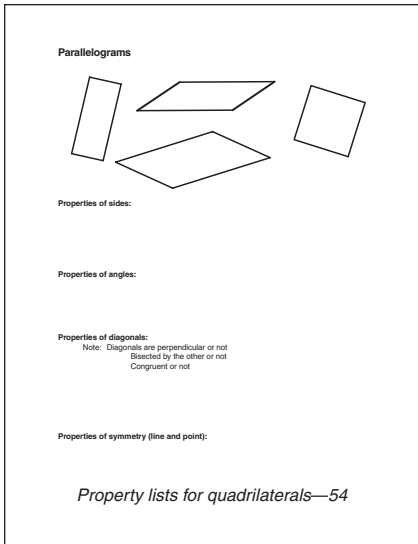 Parallelograms
Properties of sides:
Properties of angles:
Properties of diagonals:
Note: Diagonals are perpendicular or not
Bisected by the other or not
Congruent or not
Properties of symmetry (line and point):
Property lists for quadrilaterals—54